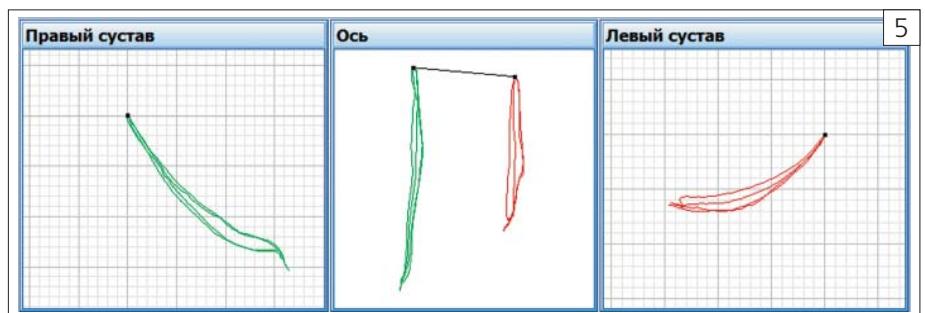 Правый сустав
Ось
Левый сустав
5